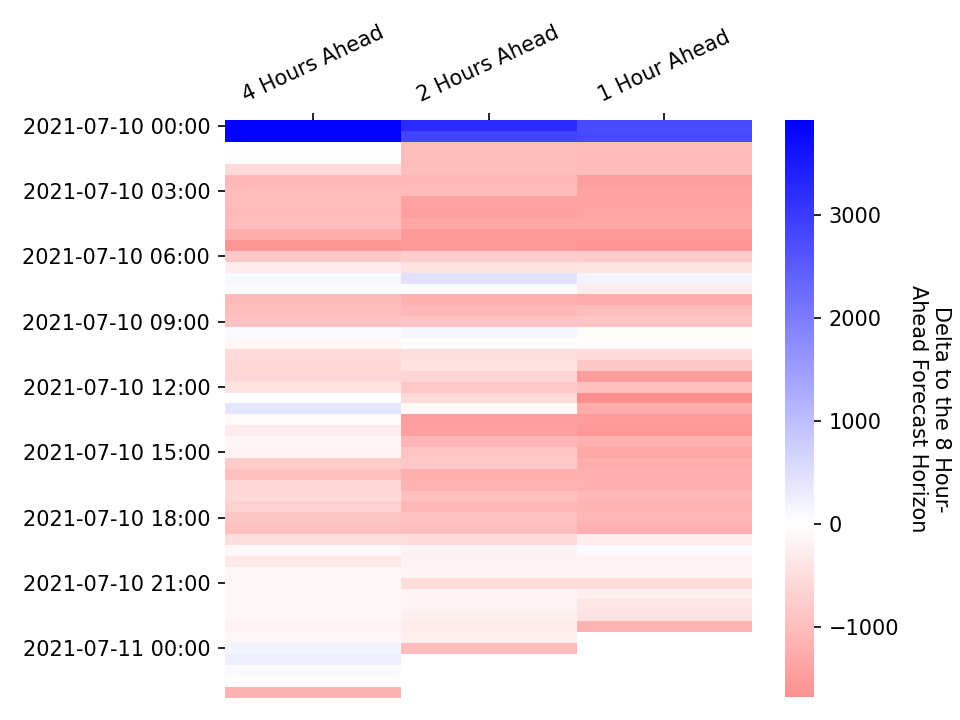 4 Hours Ahead
2 Hours Ahead
1 Hour Ahead
2021-07-10 00:00
2021-07-10 03:00
2021-07-10 06:00
2021-07-10 09:00
2021-07-10 12:00
2021-07-10 15:00
2021-07-10 18:00
2021-07-10 21:00
2021-07-11 00:00
3000
2000
1000
0
−1000
Delta to the 8 Hour-
Ahead Forecast Horizon